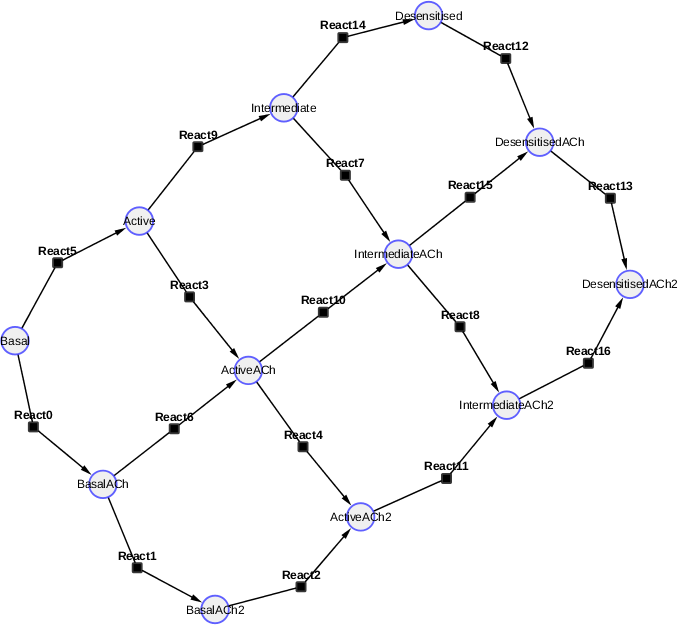 Desensitised
React14
React12
Intermediate
React9
DesensitisedACh
React7
React15
React13
Active
React5
IntermediateACh
React3
DesensitisedACh2
React10
React8
Basal
React16
ActiveACh
React0
React6
IntermediateACh2
React4
React11
BasalACh
ActiveACh2
React1
React2
BasalACh2